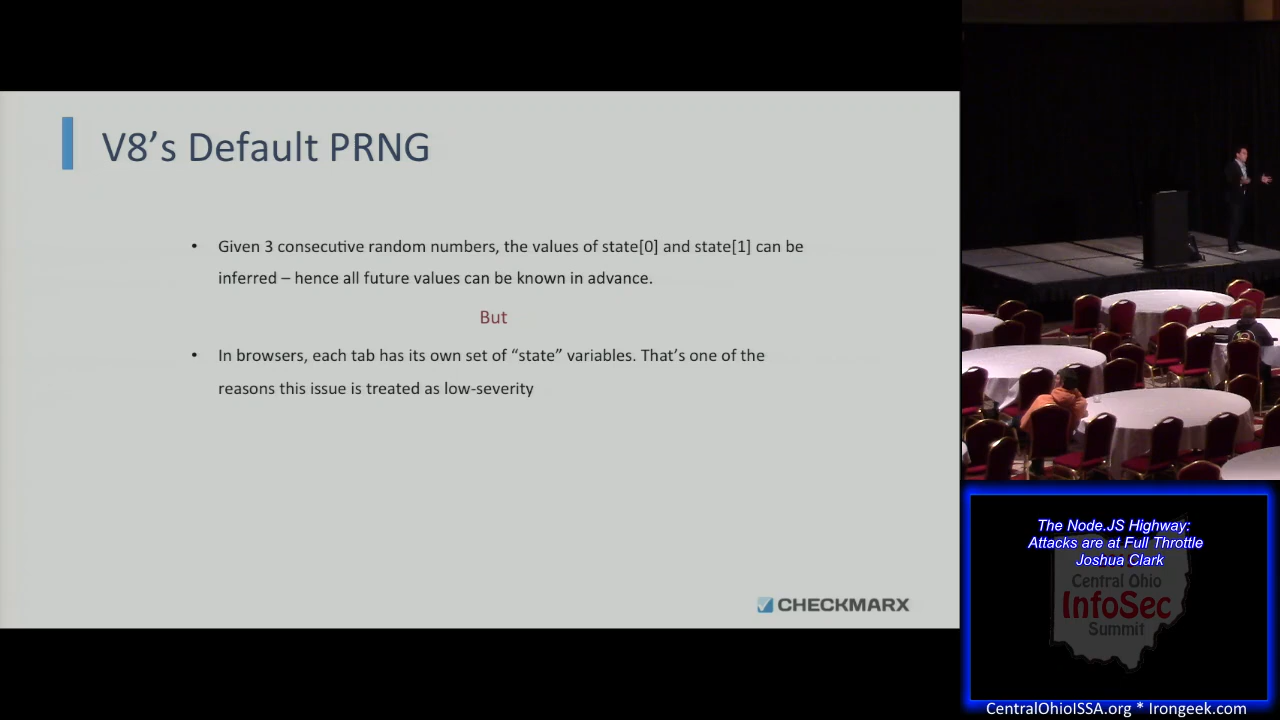 V8's Default PRNG
• Given 3 consecutive random numbers, the values of state[0] and state[1] can be
inferred – hence all future values can be known in advance.
But
• In browsers, each tab has its own set of “state” variables. That's one of the
reasons this issue is treated as low-severity
CHECKMARX
The Node.JS Highway:
Attacks are at Full Throttle
Joshua Clark
Central Ohio
InfoSec
Summit
CentralOhioISSA.org * Irongeek.com